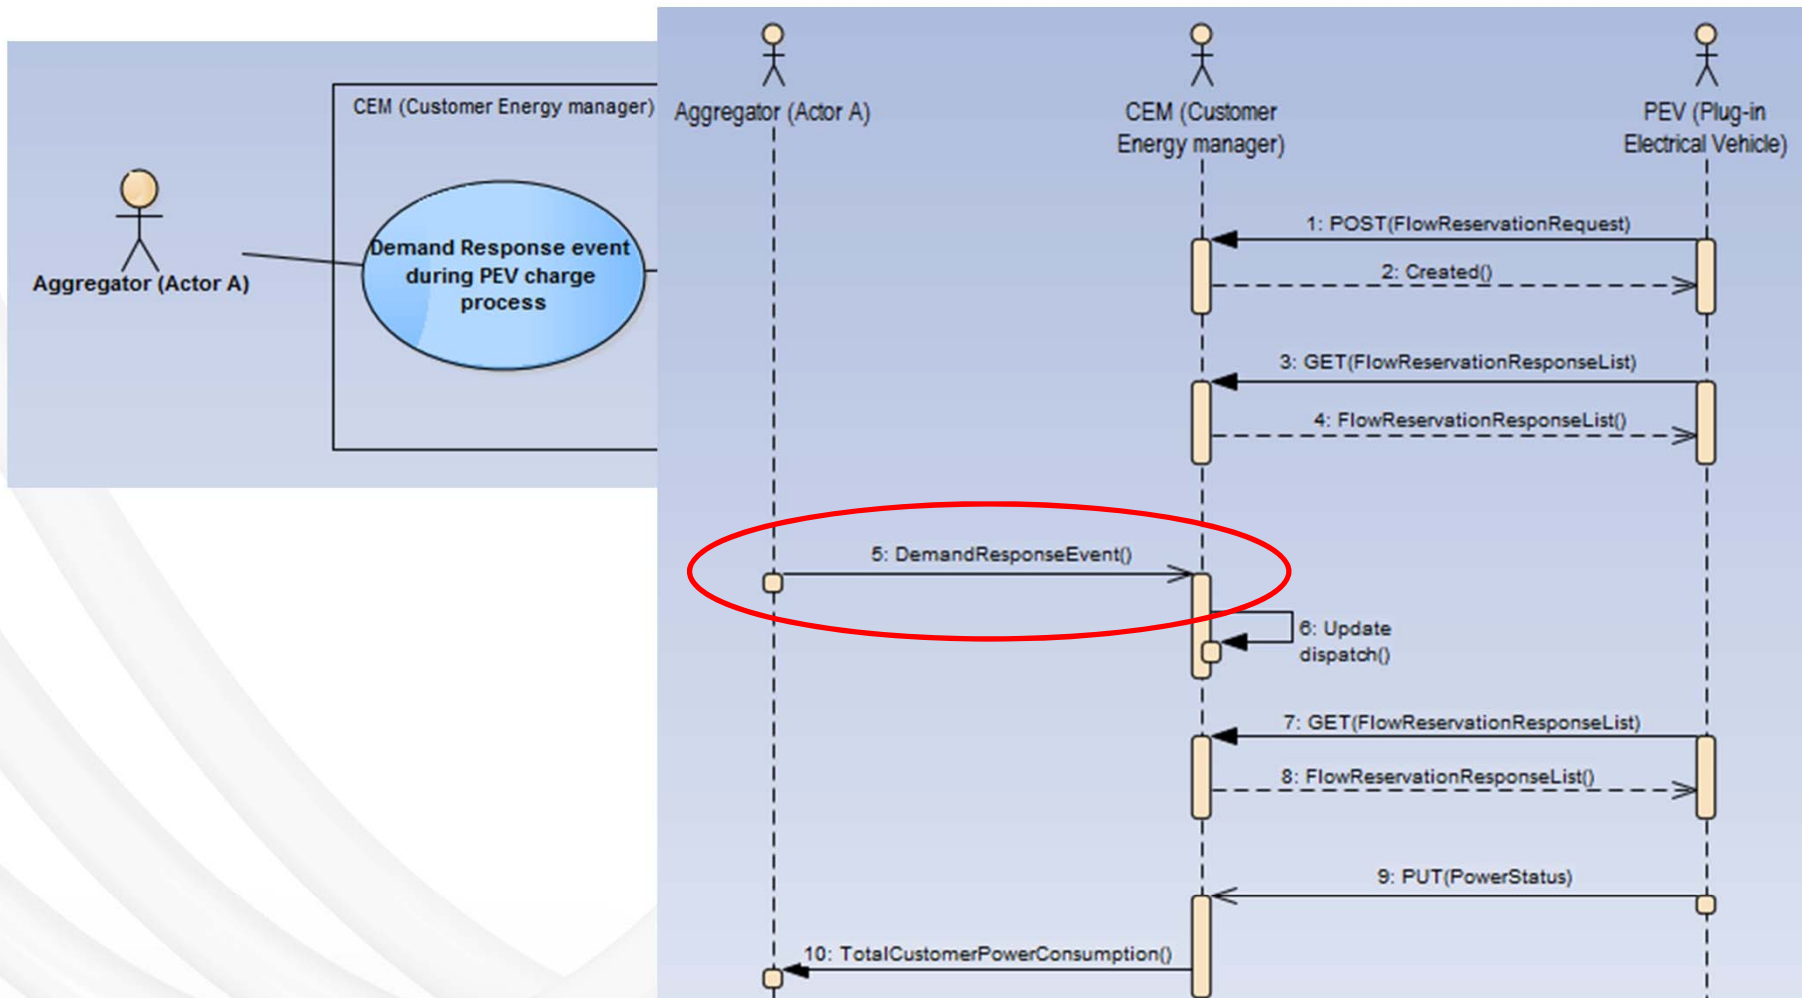 CEM (Customer Energy manager)
Aggregator (Actor A)
Demand Response event
during PEV charge
process
Aggregator (Actor A)
CEM (Customer
Energy manager)
PEV (Plug-in
Electrical Vehicle)
1: POST(FlowReservationRequest)
2: Created()
3: GET(FlowReservationResponseList)
4: FlowReservationResponseList()
5: DemandResponseEvent()
6: Update
dispatch()
7: GET(FlowReservationResponseList)
8: FlowReservationResponseList()
9: PUT(PowerStatus)
10: TotalCustomerPowerConsumption()